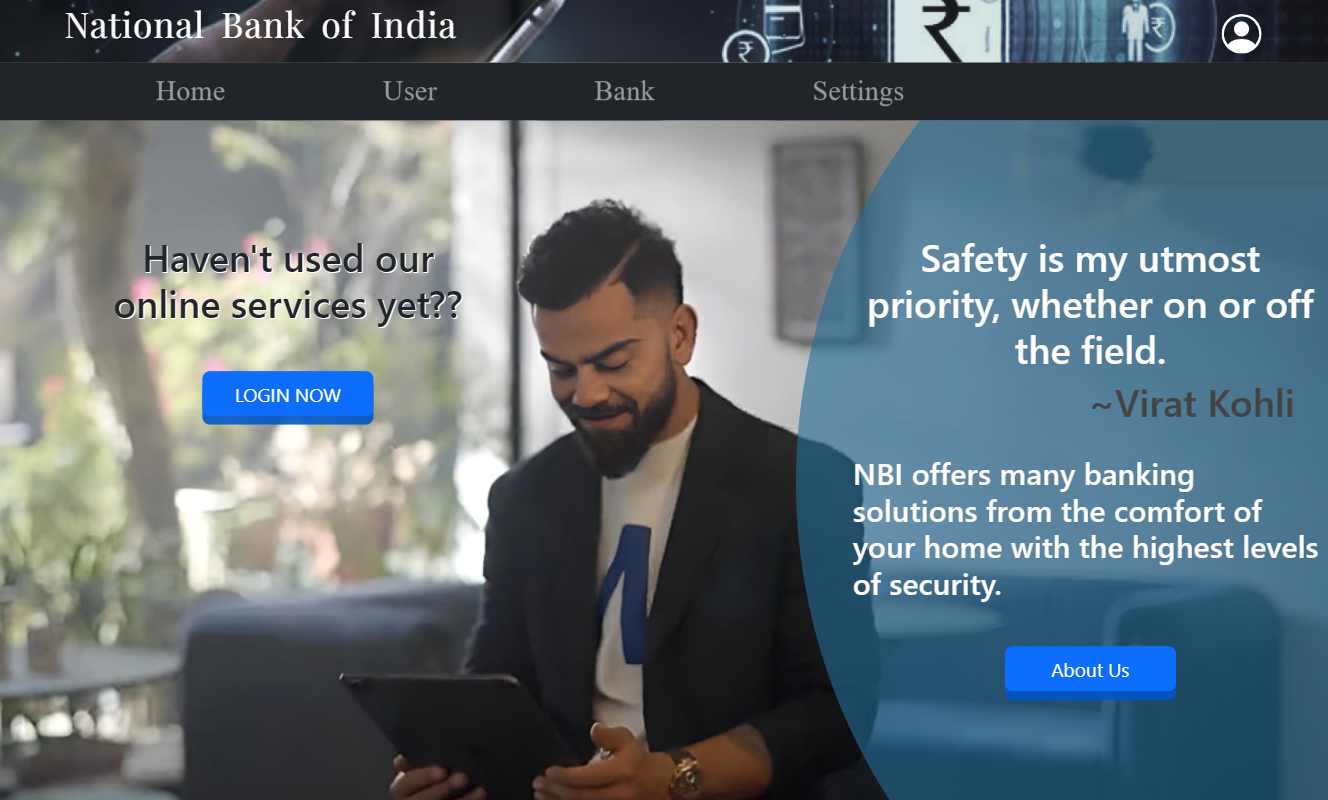 National Bank of India
Home User Bank Settings
Haven't used our
online services yet??
LOGIN NOW
Safety is my utmost
priority, whether on or off
the field.
~Virat Kohli
NBI offers many banking
solutions from the comfort of
your home with the highest levels
of security.
About Us